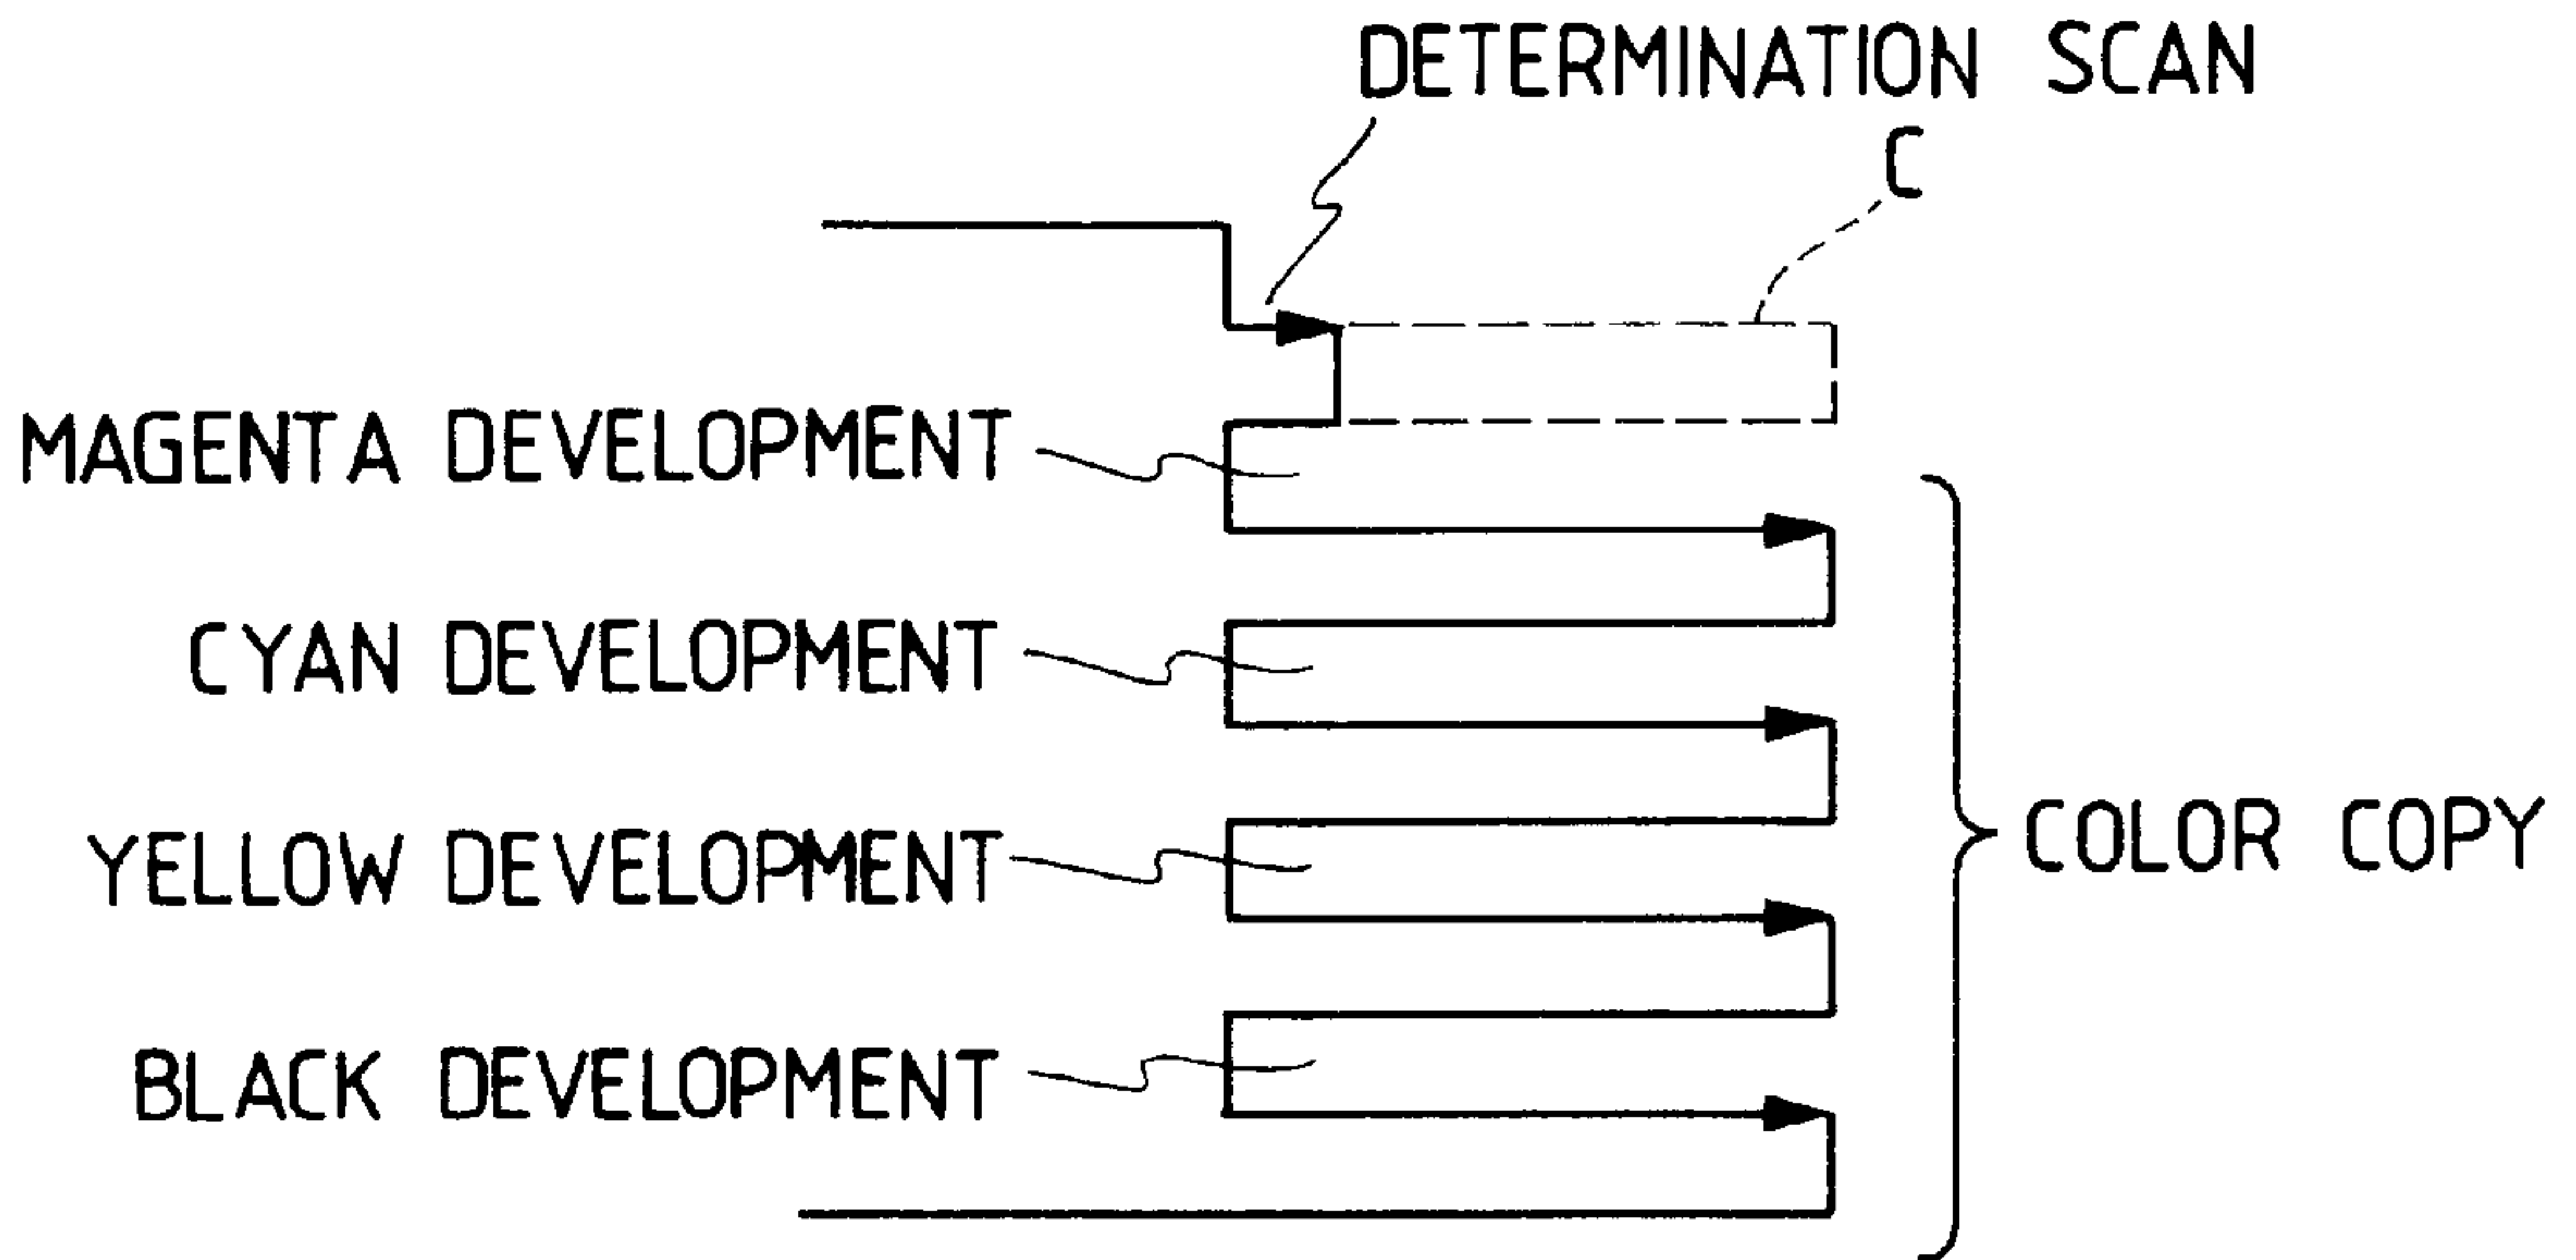 DETERMINATION SCAN
C
MAGENTA DEVELOPMENT
CYAN DEVELOPMENT
YELLOW DEVELOPMENT
COLOR COPY
BLACK DEVELOPMENT